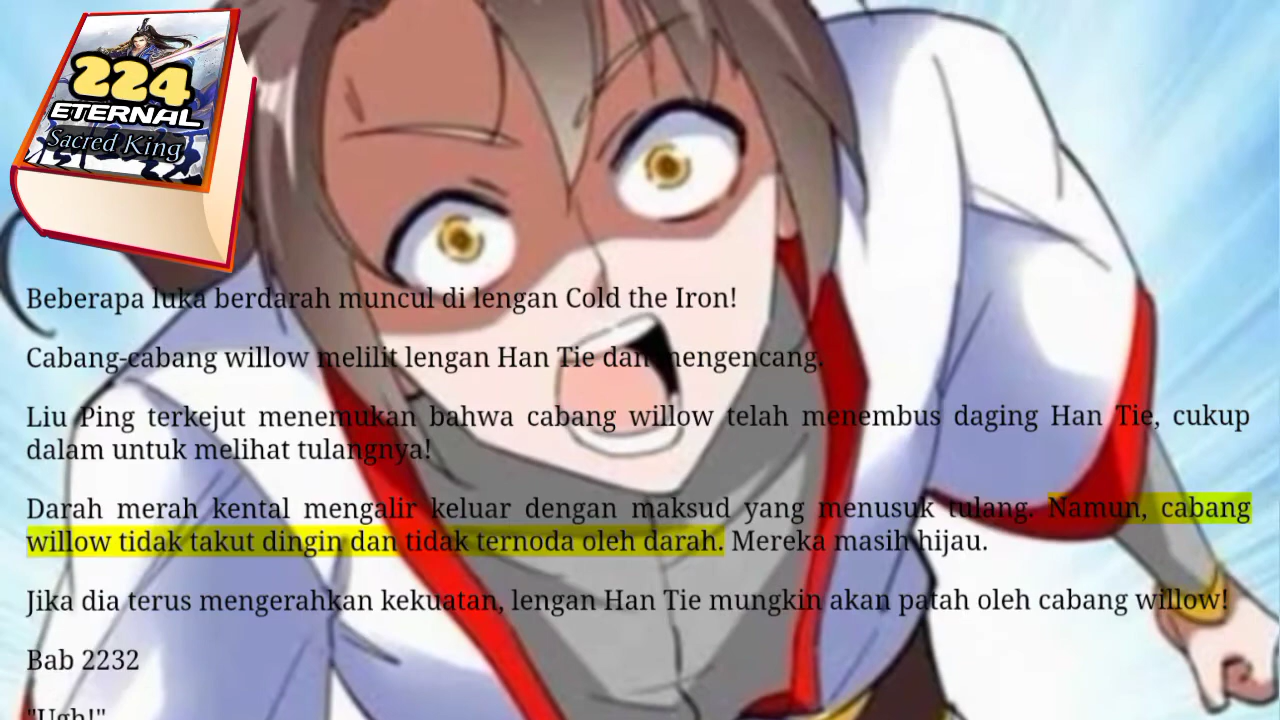 224
ETERNAL
Sacred King
Beberapa luka berdarah muncul di lengan Cold the Iron!
Cabang-cabang willow melilit lengan Han Tie dan mengencang.
Liu Ping terkejut menemukan bahwa cabang willow telah menembus daging Han Tie, cukup
dalam untuk melihat tulangnya!
Darah merah kental mengalir keluar dengan maksud yang menusuk tulang. Namun, cabang
willow tidak takut dingin dan tidak ternoda oleh darah. Mereka masih hijau.
Jika dia terus mengerahkan kekuatan, lengan Han Tie mungkin akan patah oleh cabang willow!
Bab 2232
"Ugh!"